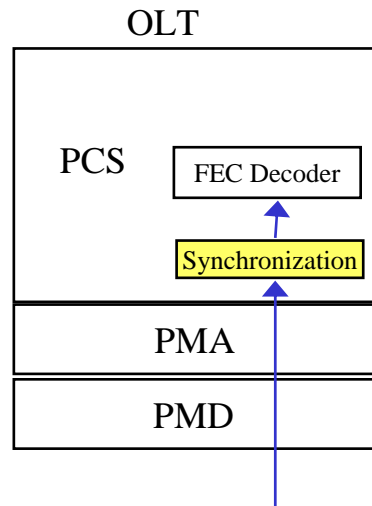 OLT
PCS
FEC Decoder
Synchronization
PMA
PMD